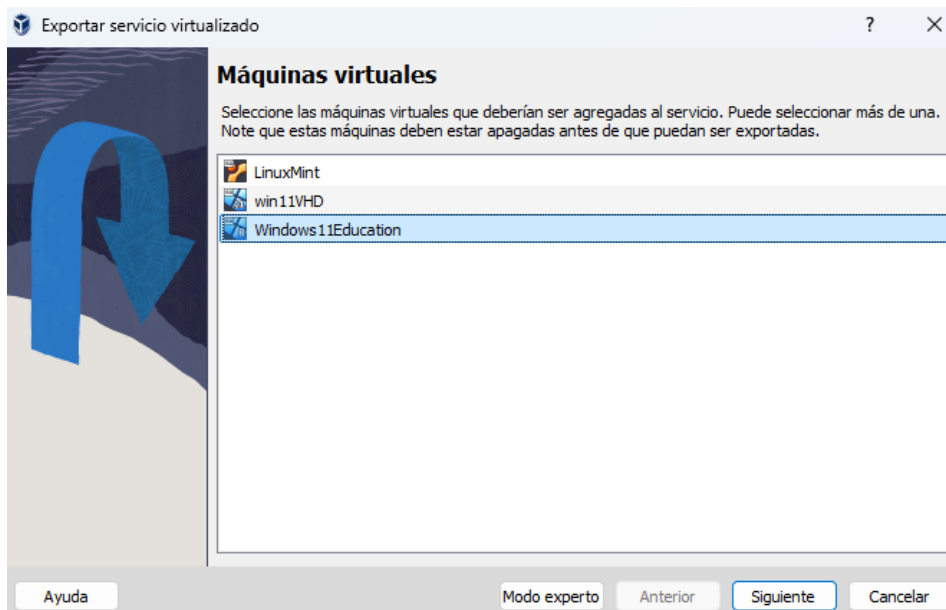 Exportar servicio virtualizado
?
Máquinas virtuales
Seleccione las máquinas virtuales que deberían ser agregadas al servicio. Puede seleccionar más de una.
Note que estas máquinas deben estar apagadas antes de que puedan ser exportadas.
LinuxMint
win11VHD
Windows11Education
Ayuda
Modo experto
Anterior
Siguiente
Cancelar